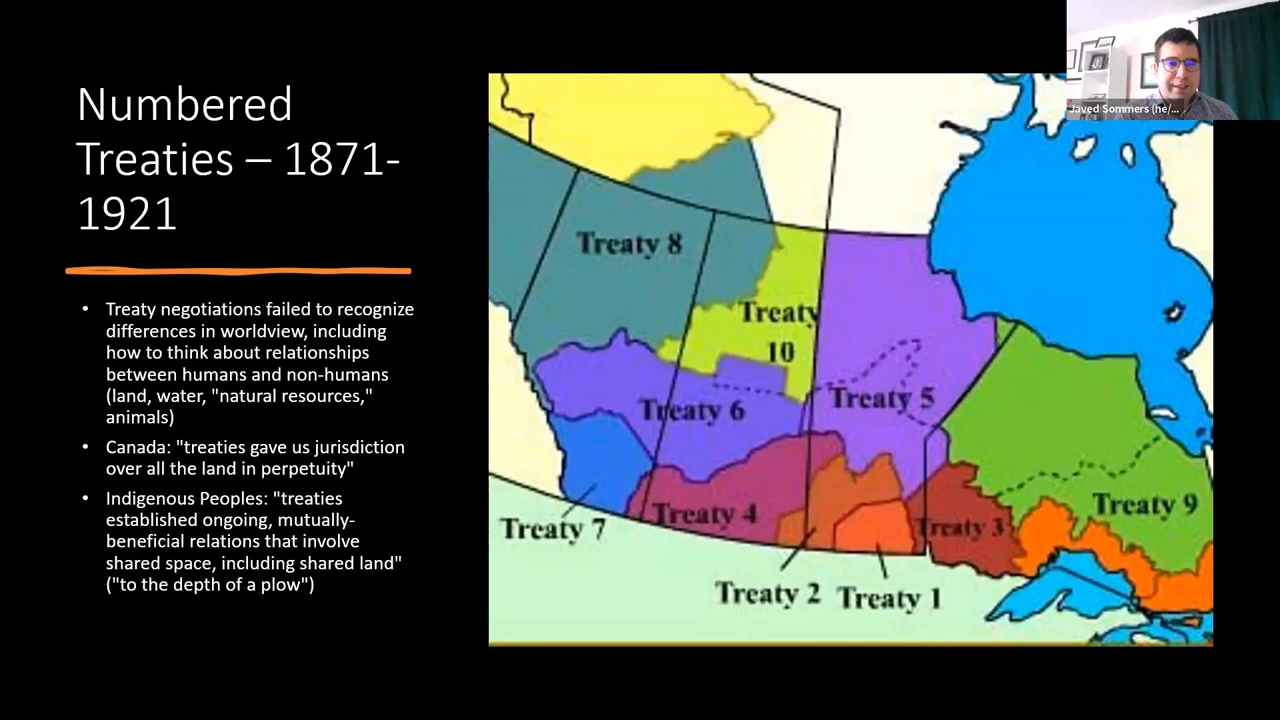 Numbered
Treaties – 1871-
1921
• Treaty negotiations failed to recognize
differences in worldview, including
how to think about relationships
between humans and non-humans
(land, water, "natural resources,"
animals)
• Canada: "treaties gave us jurisdiction
over all the land in perpetuity"
• Indigenous Peoples: "treaties
established ongoing, mutually-
beneficial relations that involve
shared space, including shared land"
("to the depth of a plow")
Treaty 8
Treaty
10
Treaty 6
Treaty 5
Treaty 7
Treaty 4
Treaty 3
Treaty 9
Treaty 2
Treaty 1
Javed Sommers (he/...